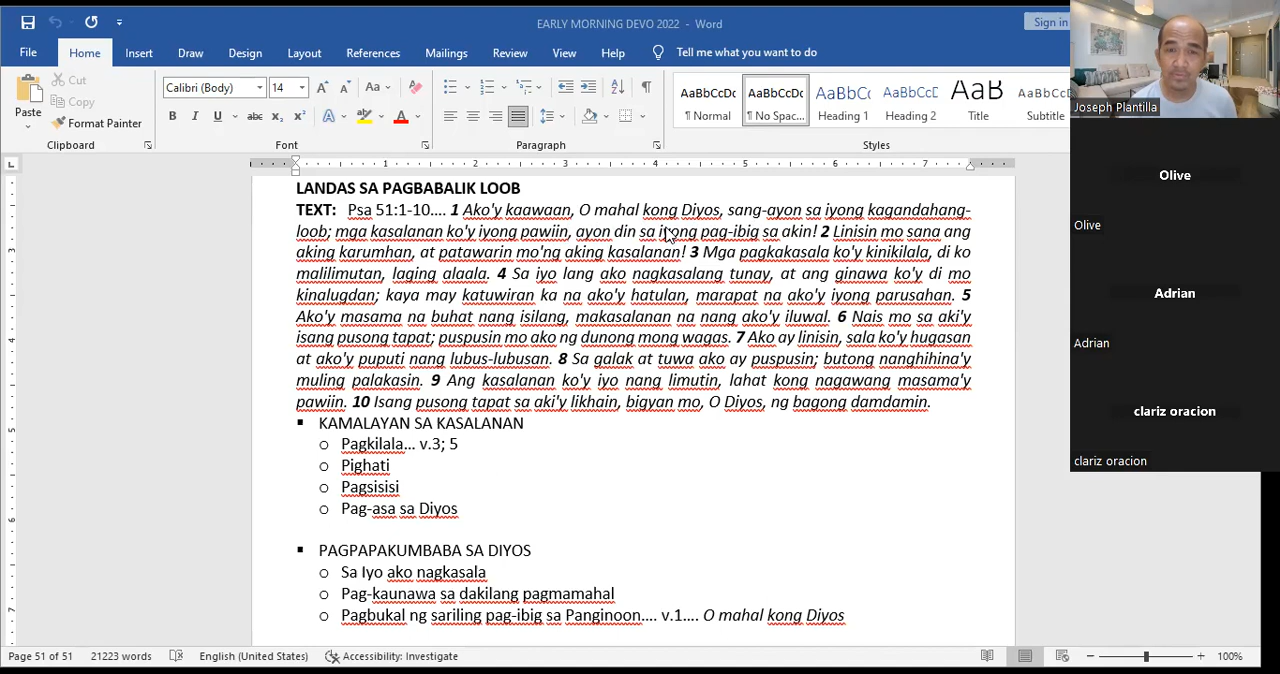 EARLY MORNING DEVO 2022 - Word
Sign in
File Home Insert Draw Design Layout References Mailings Review View Help Tell me what you want to do
Cut
Copy
Format Painter
Paste
Calibri (Body) 14
Clipboard Font Paragraph Styles
AaBbCcDc AaBbCcDc AaBbC( AaBbCcC AaB AaBbCcC
¶ Normal ¶ No Spac... Heading 1 Heading 2 Title Subtitle
LANDAS SA PAGBABALIK LOOB
TEXT: Psa 51:1-10.... 1 Ako'y kaawaan, O mahal kong Diyos, sang-ayon sa iyong kagandahang-
loob; mga kasalanan ko'y iyong pawiin, ayon din sa iyong pag-ibig sa akin! 2 Linisin mo sana ang
aking karumhan, at patawarin mo'ng aking kasalanan! 3 Mga pagkakasala ko'y kinikilala, di ko
malilimutan, laging alaala. 4 Sa iyo lang ako nagkasalang tunay, at ang ginawa ko'y di mo
kinalugdan; kaya may katuwiran ka na ako'y hatulan, marapat na ako'y iyong parusahan. 5
Ako'y masama na buhat nang isilang, makasalanan na nang ako'y iluwal. 6 Nais mo sa aki'y
isang pusong tapat; puspusin mo ako ng dunong mong wagas. 7 Ako ay linisin, sala ko'y hugasan
at ako'y puputi nang lubus-lubusan. 8 Sa galak at tuwa ako ay puspusin; butong nanghihina'y
muling palakasin. 9 Ang kasalanan ko'y iyo nang limutin, lahat kong nagawang masama'y
pawiin. 10 Isang pusong tapat sa aki'y likhain, bigyan mo, O Diyos, ng bagong damdamin.
KAMALAYAN SA KASALANAN
Pagkilala... v.3; 5
Pighati
Pagsisisi
Pag-asa sa Diyos
PAGPAPAKUMBABA SA DIYOS
Sa Iyo ako nagkasala
Pag-kaunawa sa dakilang pagmamahal
Pagbukal ng sariling pag-ibig sa Panginoon.... v.1.... O mahal kong Diyos
Page 51 of 51 21223 words English (United States) Accessibility: Investigate 100%
Joseph Plantilla
Olive
Olive
Adrian
Adrian
clariz oracion
clariz oracion